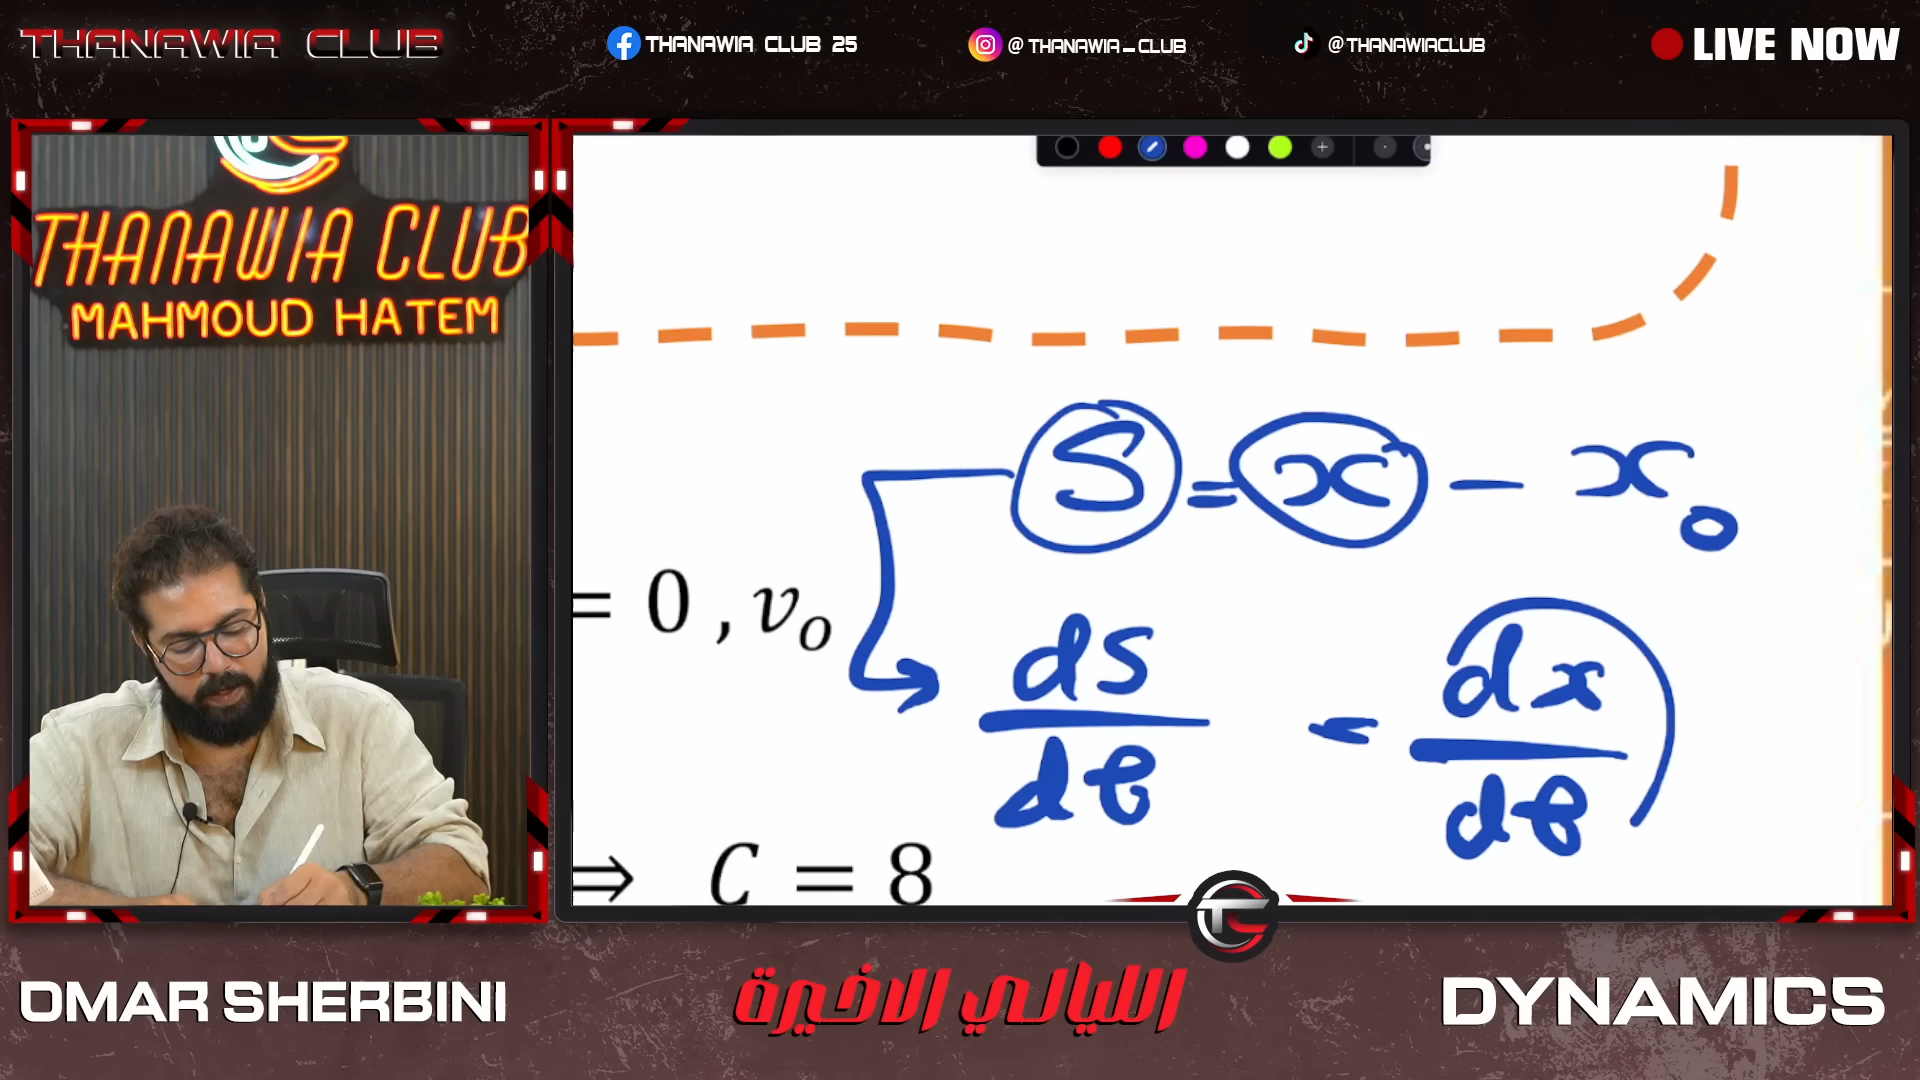 THANAWIA CLUB
THANAWIA CLUB 25
@THANAWIA_CLUB
@THANAWIACLUB
LIVE NOW
THANAWIA CLUB
MAHMOUD HATEM
S = x - x₀
= 0 , v₀
ds/dt = dx/dt
⇒ C = 8
TC
OMAR SHERBINI
الليالي الاخيرة
DYNAMICS